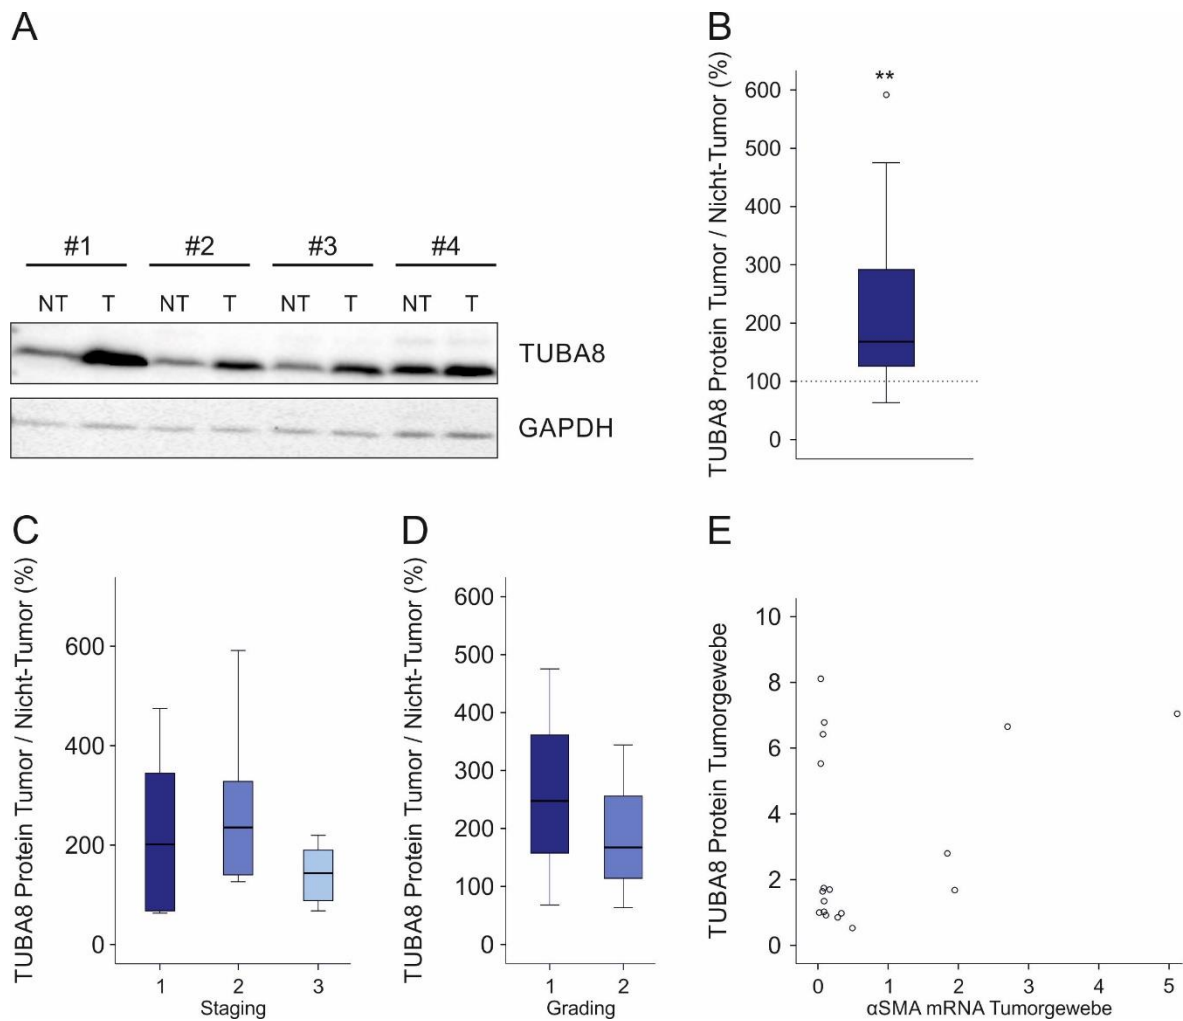 A
#1 #2 #3 #4
NT T NT T NT T NT T
TUBA8
GAPDH
B
TUBA8 Protein Tumor / Nicht-Tumor (%)
600
500
400
300
200
100
0
**
C
TUBA8 Protein Tumor / Nicht-Tumor (%)
600
400
200
0
1 2 3
Staging
D
TUBA8 Protein Tumor / Nicht-Tumor (%)
600
500
400
300
200
100
0
1 2
Grading
E
TUBA8 Protein Tumorgewebe
10
8
6
4
2
0
0 1 2 3 4 5
αSMA mRNA Tumorgewebe